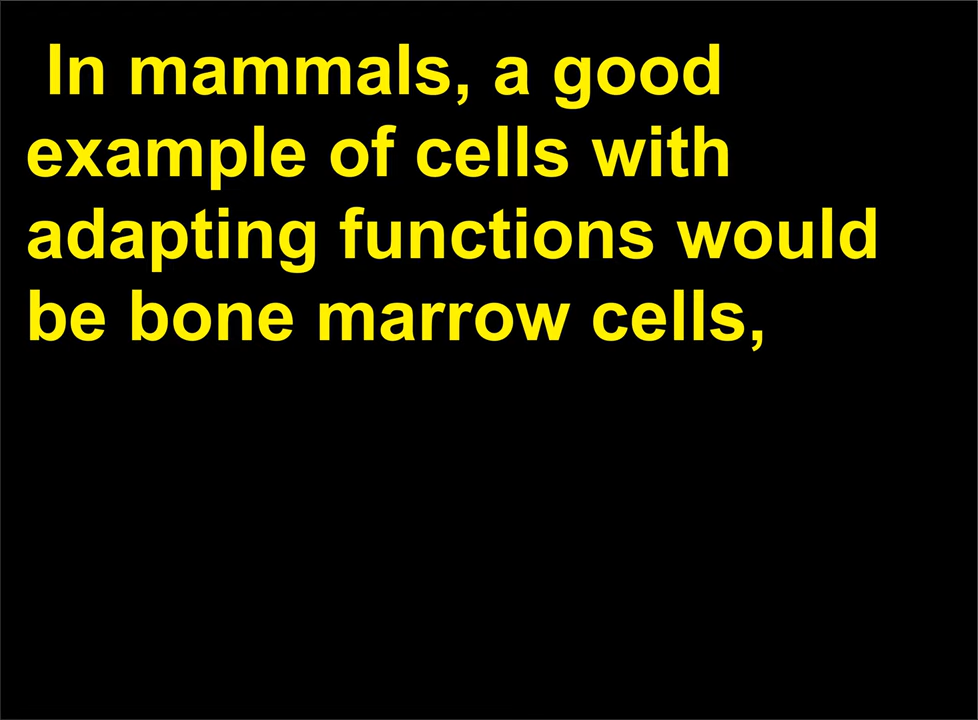 In mammals, a good
example of cells with
adapting functions would
be bone marrow cells,